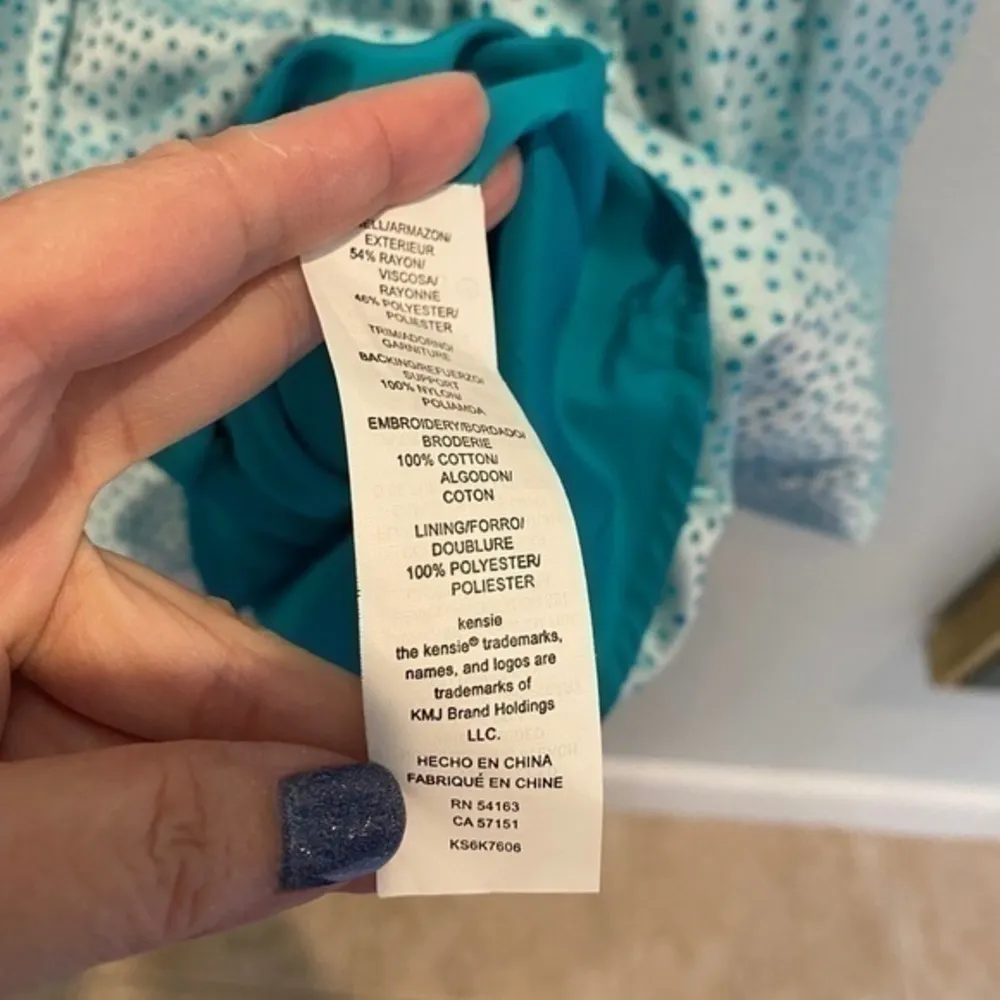 ELL/ARMAZON/
EXTERIEUR
54% RAYON/
VISCOSA/
RAYONNE
46% POLYESTER/
POLIESTER
TRIM/ADORNO/
GARNITURE
BACKING/REFUERZO/
SUPPORT
100% NYLON/
POLIAMDA
EMBROIDERY/BORDADO/
BRODERIE
100% COTTON/
ALGODON/
COTON
LINING/FORRO/
DOUBLURE
100% POLYESTER/
POLIESTER
kensie
the kensie® trademarks,
names, and logos are
trademarks of
KMJ Brand Holdings
LLC.
HECHO EN CHINA
FABRIQUÉ EN CHINE
RN 54163
CA 57151
KS6K7606